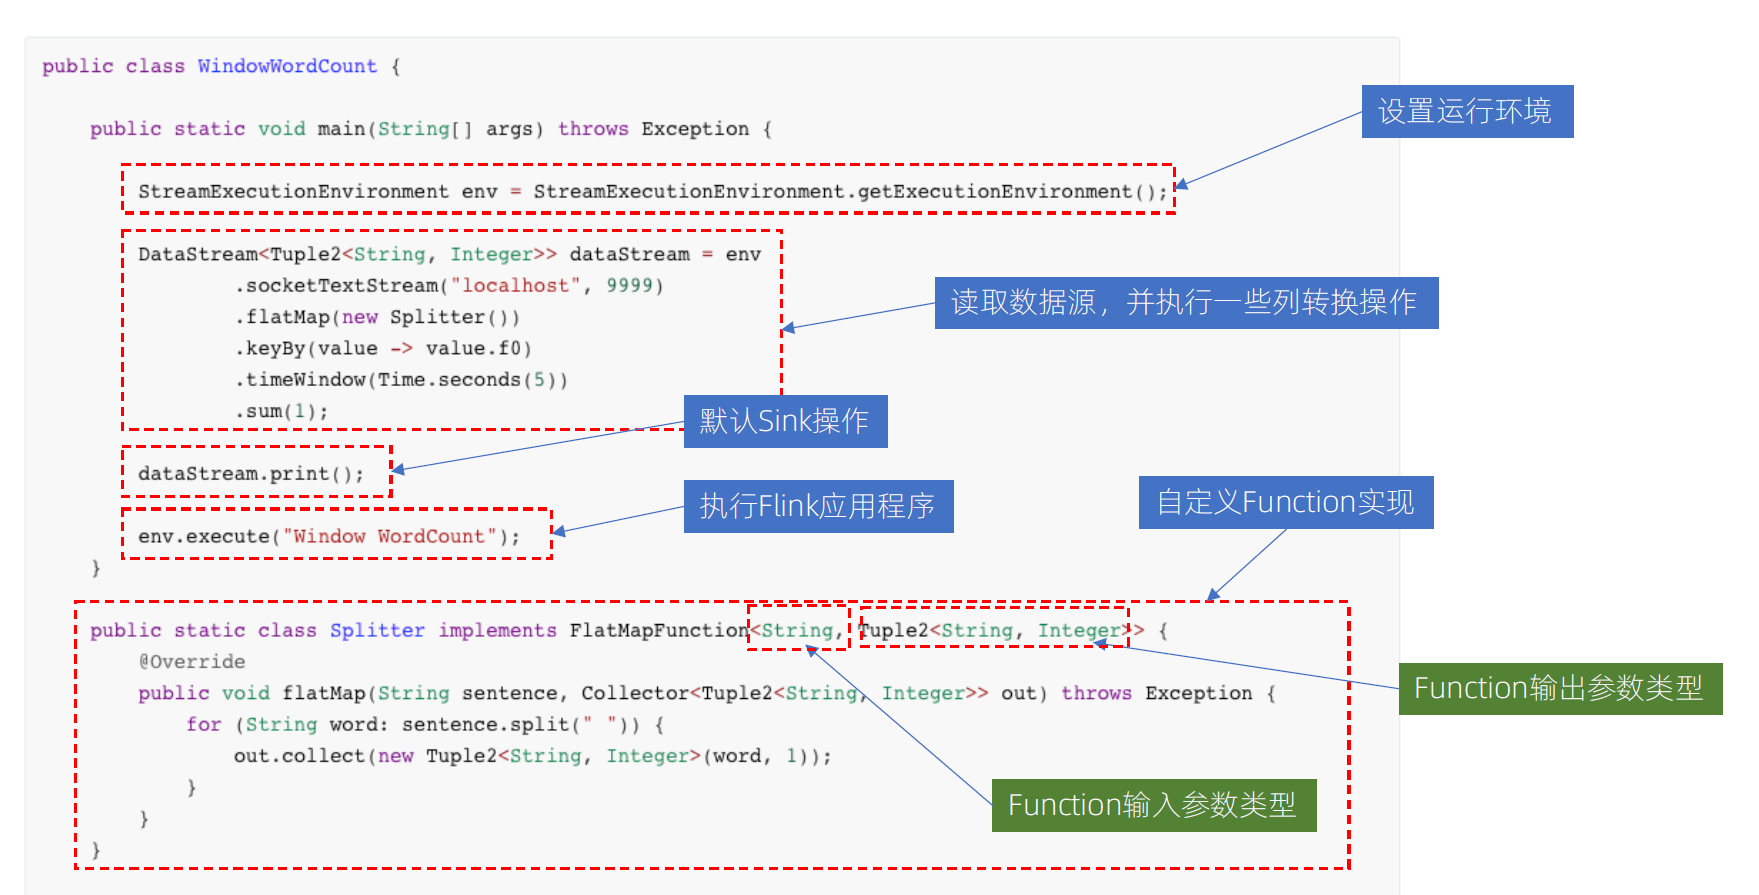 public class WindowWordCount {
设置运行环境
public static void main(String[] args) throws Exception {
StreamExecutionEnvironment env = StreamExecutionEnvironment.getExecutionEnvironment();
DataStream<Tuple2<String, Integer>> dataStream = env
.socketTextStream("localhost", 9999)
读取数据源，并执行一些列转换操作
.flatMap(new Splitter())
.keyBy(value -> value.f0)
.timeWindow(Time.seconds(5))
.sum(1);
默认Sink操作
dataStream.print();
执行Flink应用程序
自定义Function实现
env.execute("Window WordCount");
}
public static class Splitter implements FlatMapFunction<String, Tuple2<String, Integer>> {
@Override
Function输出参数类型
public void flatMap(String sentence, Collector<Tuple2<String, Integer>> out) throws Exception {
for (String word: sentence.split(" ")) {
out.collect(new Tuple2<String, Integer>(word, 1));
}
Function输入参数类型
}
}